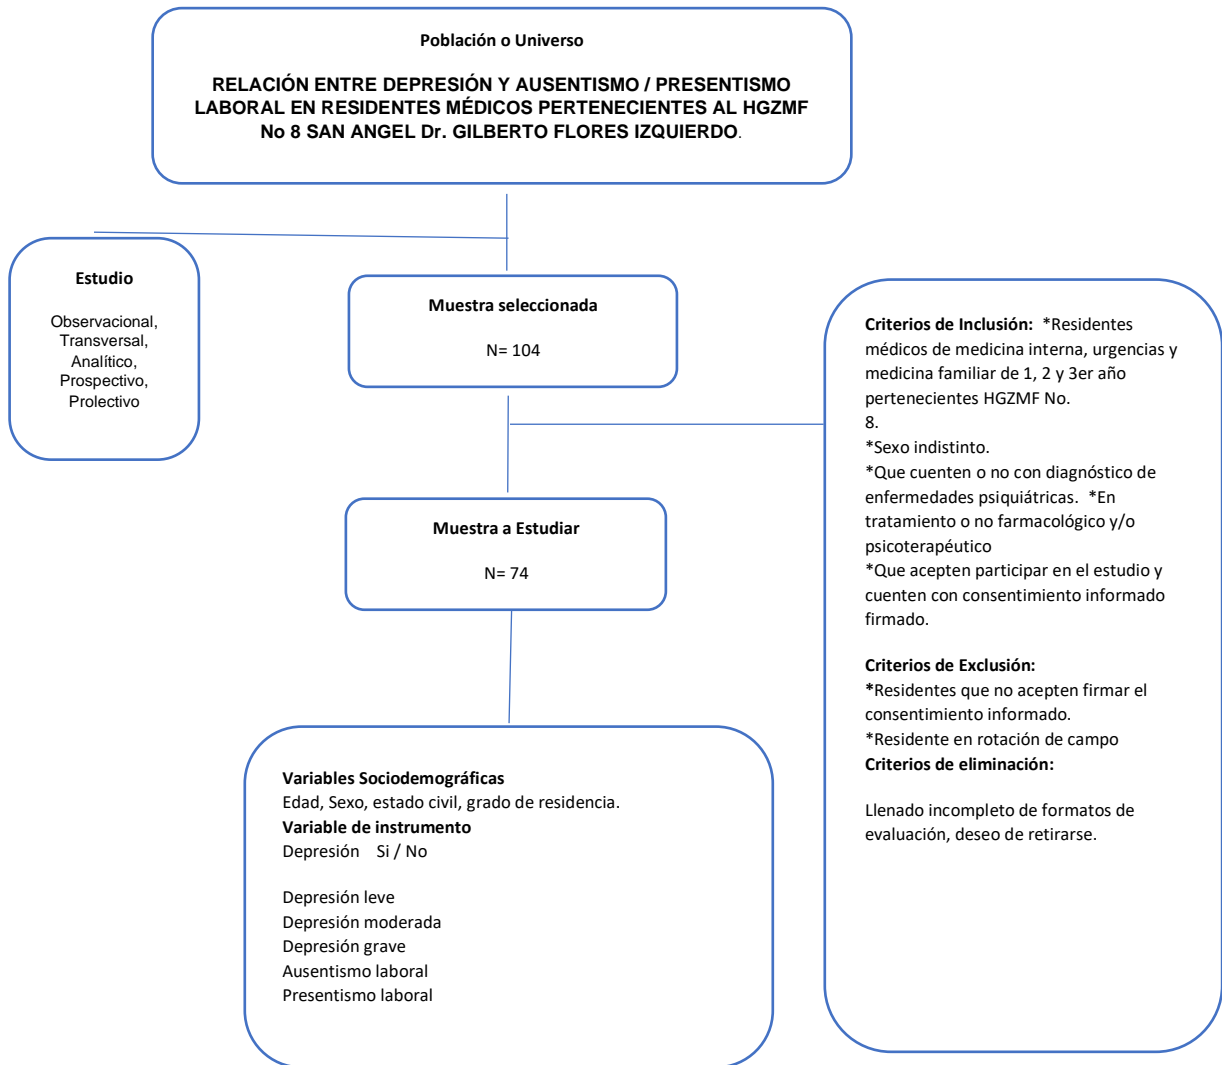 Población o Universo
RELACIÓN ENTRE DEPRESIÓN Y AUSENTISMO / PRESENTISMO
LABORAL EN RESIDENTES MÉDICOS PERTENECIENTES AL HGZMF
No 8 SAN ANGEL Dr. GILBERTO FLORES IZQUIERDO.
Estudio
Observacional,
Transversal,
Analítico,
Prospectivo,
Prolectivo
Muestra seleccionada
N= 104
Criterios de Inclusión: *Residentes
médicos de medicina interna, urgencias y
medicina familiar de 1, 2 y 3er año
pertenecientes HGZMF No.
8.
*Sexo indistinto.
*Que cuenten o no con diagnóstico de
enfermedades psiquiátricas. *En
tratamiento o no farmacológico y/o
psicoterapéutico
*Que acepten participar en el estudio y
cuenten con consentimiento informado
firmado.
Criterios de Exclusión:
*Residentes que no acepten firmar el
consentimiento informado.
*Residente en rotación de campo
Criterios de eliminación:
Llenado incompleto de formatos de
evaluación, deseo de retirarse.
Muestra a Estudiar
N= 74
Variables Sociodemográficas
Edad, Sexo, estado civil, grado de residencia.
Variable de instrumento
Depresión Si / No
Depresión leve
Depresión moderada
Depresión grave
Ausentismo laboral
Presentismo laboral